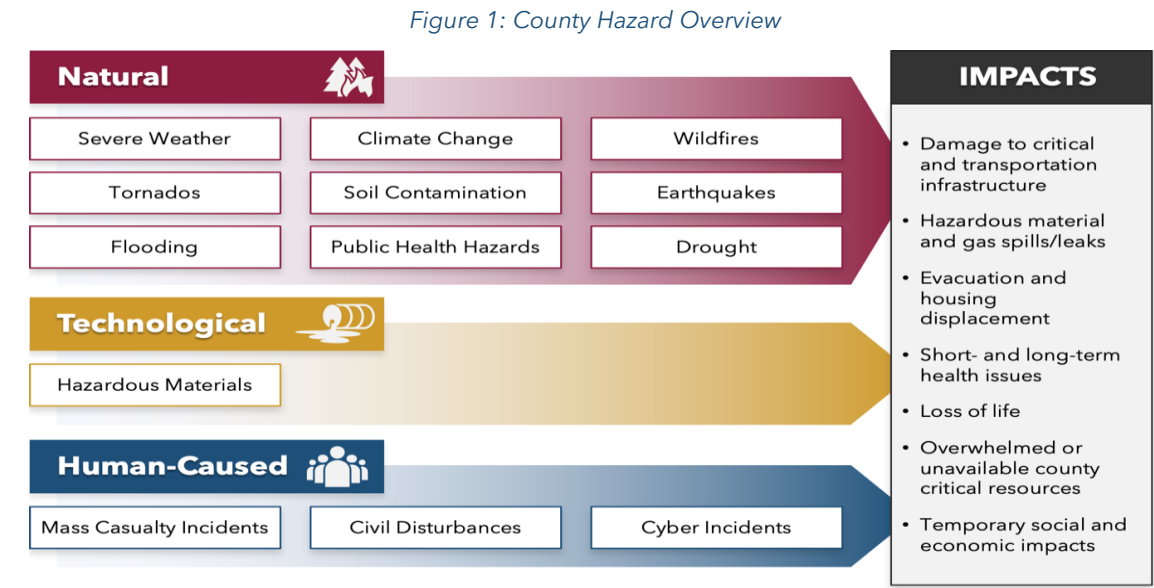 Figure 1: County Hazard Overview
Natural
Severe Weather
Climate Change
Wildfires
Tornados
Soil Contamination
Earthquakes
Flooding
Public Health Hazards
Drought
Technological
Hazardous Materials
Human-Caused
Mass Casualty Incidents
Civil Disturbances
Cyber Incidents
IMPACTS
• Damage to critical
and transportation
infrastructure
• Hazardous material
and gas spills/leaks
• Evacuation and
housing
displacement
• Short- and long-term
health issues
• Loss of life
• Overwhelmed or
unavailable county
critical resources
• Temporary social and
economic impacts